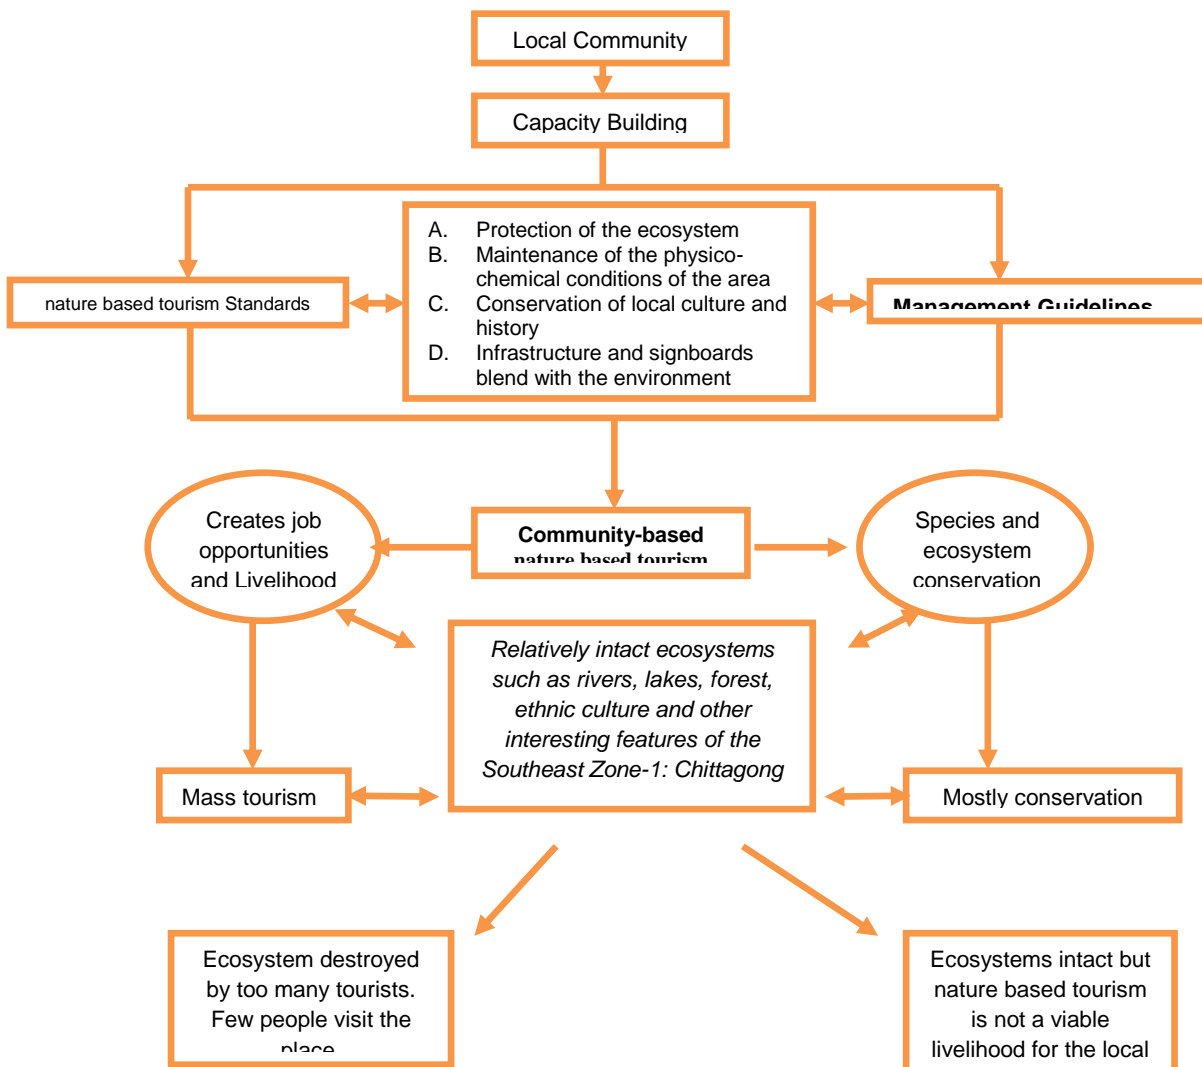 Local Community
Capacity Building
A. Protection of the ecosystem
B. Maintenance of the physico-
chemical conditions of the area
C. Conservation of local culture and
history
D. Infrastructure and signboards
blend with the environment
nature based tourism Standards
Management Guidelines
Creates job
opportunities
and Livelihood
Community-based
nature based tourism
Species and
ecosystem
conservation
Relatively intact ecosystems
such as rivers, lakes, forest,
ethnic culture and other
interesting features of the
Southeast Zone-1: Chittagong
Mass tourism
Mostly conservation
Ecosystem destroyed
by too many tourists.
Few people visit the
place
Ecosystems intact but
nature based tourism
is not a viable
livelihood for the local